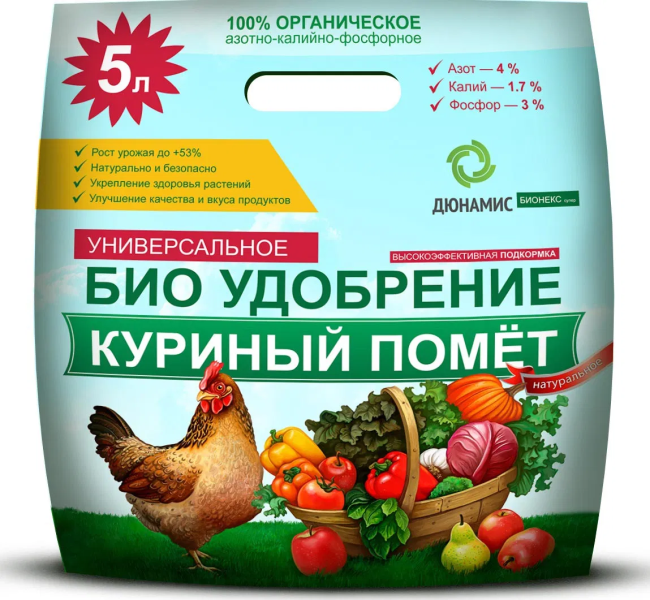 100% ОРГАНИЧЕСКОЕ
азотно-калийно-фосфорное
5л
Азот — 4 %
Калий — 1.7 %
Фосфор — 3 %
Рост урожая до +53%
Натурально и безопасно
Укрепление здоровья растений
Улучшение качества и вкуса продуктов
ДЮНАМИС
БИОНЕКС
УНИВЕРСАЛЬНОЕ
ВЫСОКОЭФФЕКТИВНАЯ ПОДКОРМКА
БИО УДОБРЕНИЕ
КУРИНЫЙ ПОМЁТ
натуральное